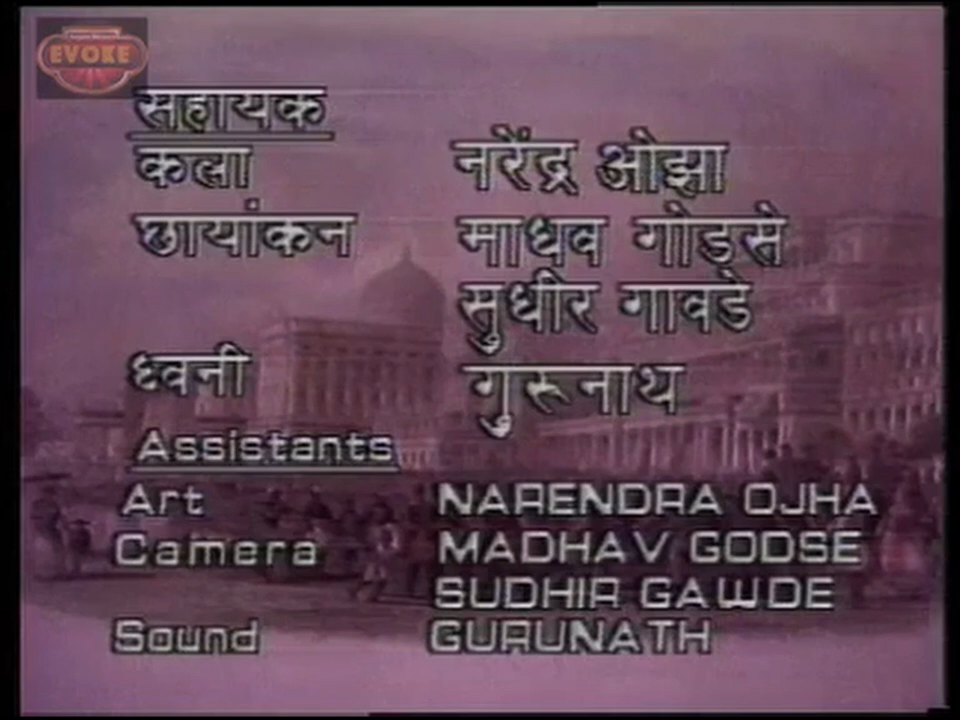 EVOKE
सहायक
कला नरेंद्र ओझा
छायांकन माधव गोडसे
सुधीर गावडे
ध्वनी गुरूनाथ
Assistants
Art NARENDRA OJHA
Camera MADHAV GODSE
SUDHIR GAWDE
Sound GURUNATH